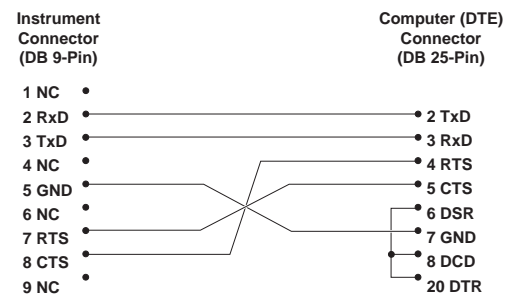 Instrument
Connector
(DB 9-Pin)
Computer (DTE)
Connector
(DB 25-Pin)
1 NC
2 RxD
3 TxD
4 NC
5 GND
6 NC
7 RTS
8 CTS
9 NC
2 TxD
3 RxD
4 RTS
5 CTS
6 DSR
7 GND
8 DCD
20 DTR